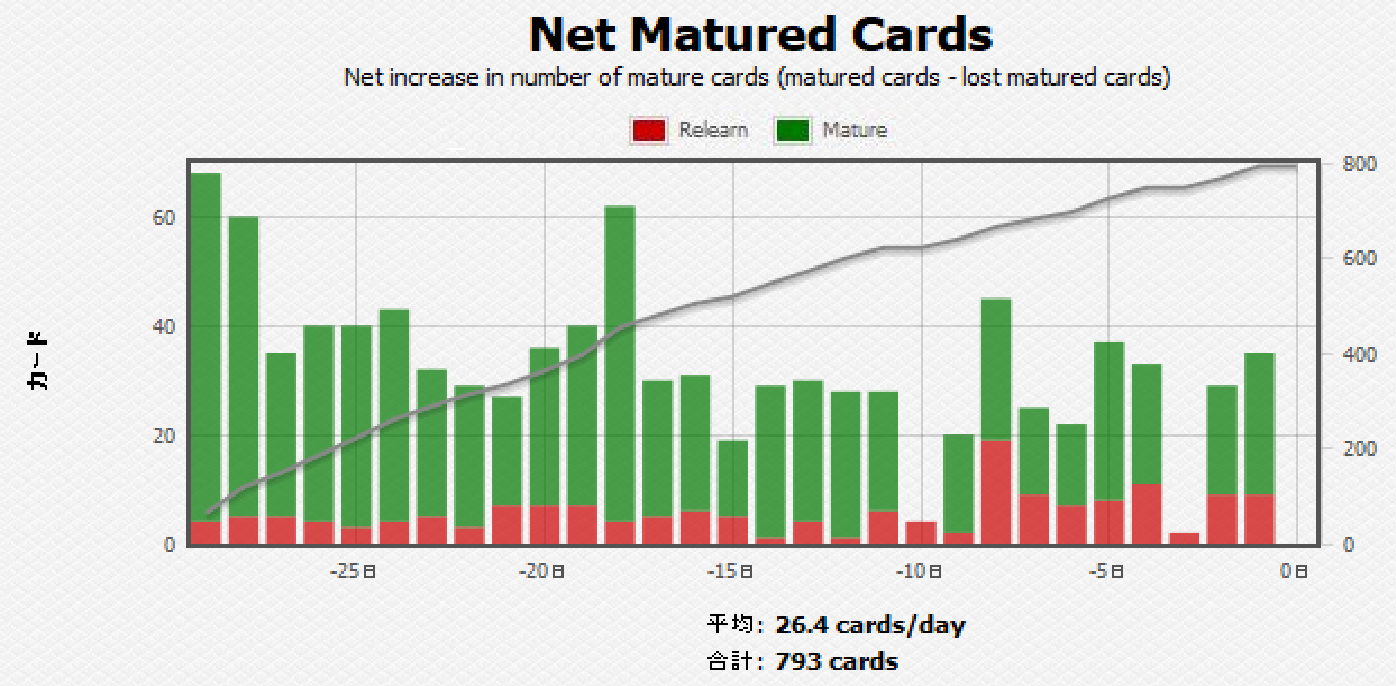 Net Matured Cards
Net increase in number of mature cards (matured cards - lost matured cards)
Relearn
Mature
800
60
600
40
400
カード
20
200
0
0
-25日
-20日
-15日
-10日
-5日
0日
平均: 26.4 cards/day
合計: 793 cards